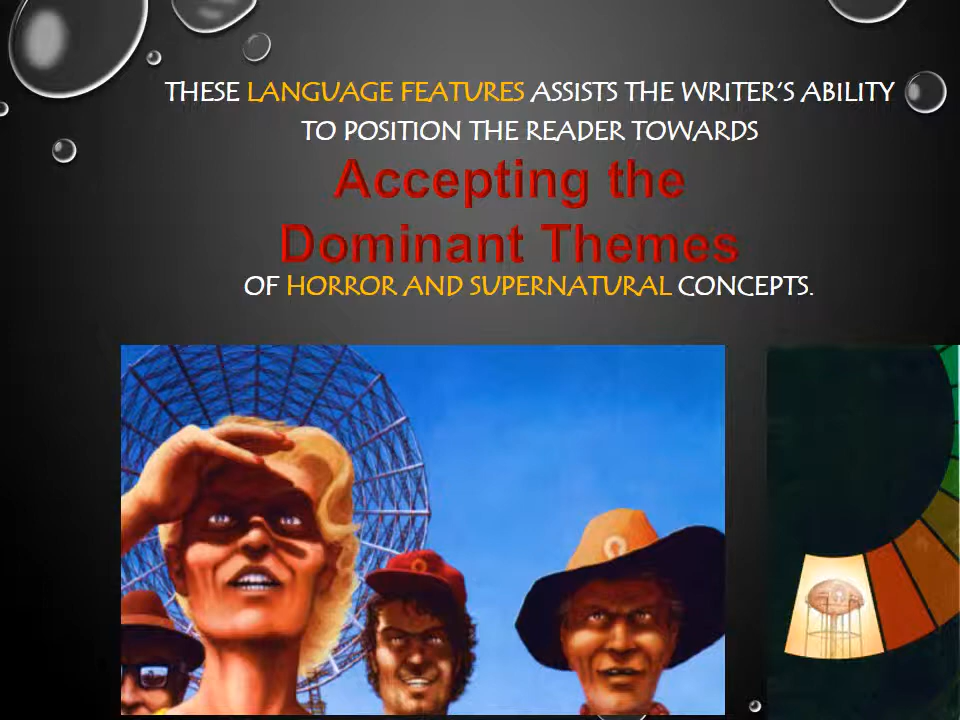 THESE LANGUAGE FEATURES ASSISTS THE WRITER'S ABILITY
TO POSITION THE READER TOWARDS
Accepting the
Dominant Themes
OF HORROR AND SUPERNATURAL CONCEPTS.